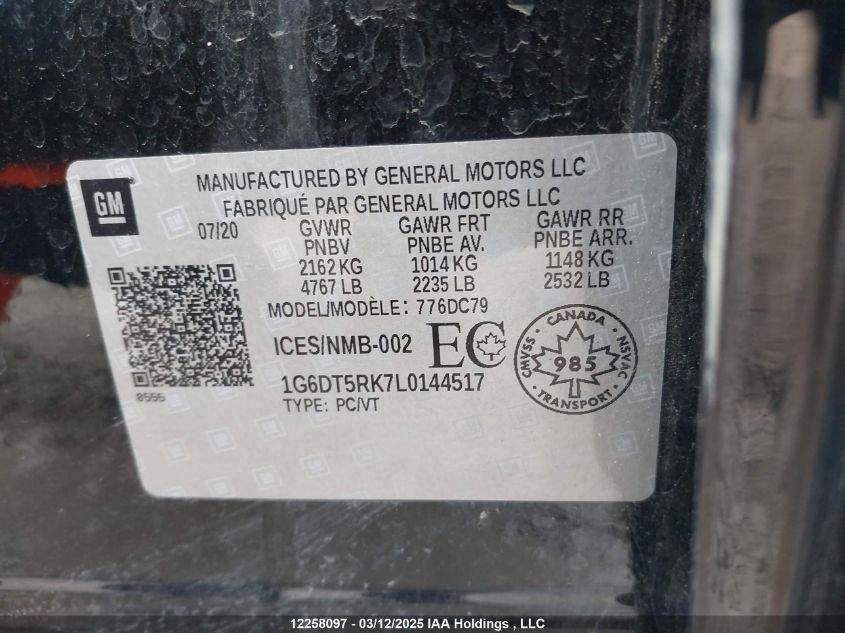 MANUFACTURED BY GENERAL MOTORS LLC
FABRIQUÉ PAR GENERAL MOTORS LLC
GM
07/20 GVWR GAWR FRT GAWR RR
PNBV PNBE AV. PNBE ARR.
2162 KG 1014 KG 1148 KG
4767 LB 2235 LB 2532 LB
MODEL/MODÈLE: 776DC79
ICES/NMB-002 EC
1G6DT5RK7L0144517
TYPE: PC/VT
8555
CANADA
CMVSS 985 NSVAC
TRANSPORT
12258097 - 03/12/2025 IAA Holdings , LLC